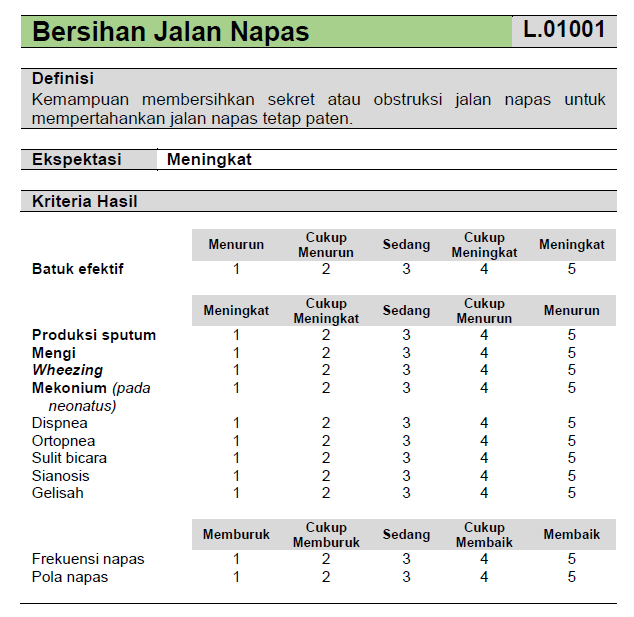 Bersihan Jalan Napas L.01001
Definisi
Kemampuan membersihkan sekret atau obstruksi jalan napas untuk
mempertahankan jalan napas tetap paten.
Ekspektasi Meningkat
Kriteria Hasil
Menurun Cukup Menurun Sedang Cukup Meningkat Meningkat
Batuk efektif 1 2 3 4 5
Meningkat Cukup Meningkat Sedang Cukup Menurun Menurun
Produksi sputum 1 2 3 4 5
Mengi 1 2 3 4 5
Wheezing 1 2 3 4 5
Mekonium (pada 1 2 3 4 5
neonatus)
Dispnea 1 2 3 4 5
Ortopnea 1 2 3 4 5
Sulit bicara 1 2 3 4 5
Sianosis 1 2 3 4 5
Gelisah 1 2 3 4 5
Memburuk Cukup Memburuk Sedang Cukup Membaik Membaik
Frekuensi napas 1 2 3 4 5
Pola napas 1 2 3 4 5